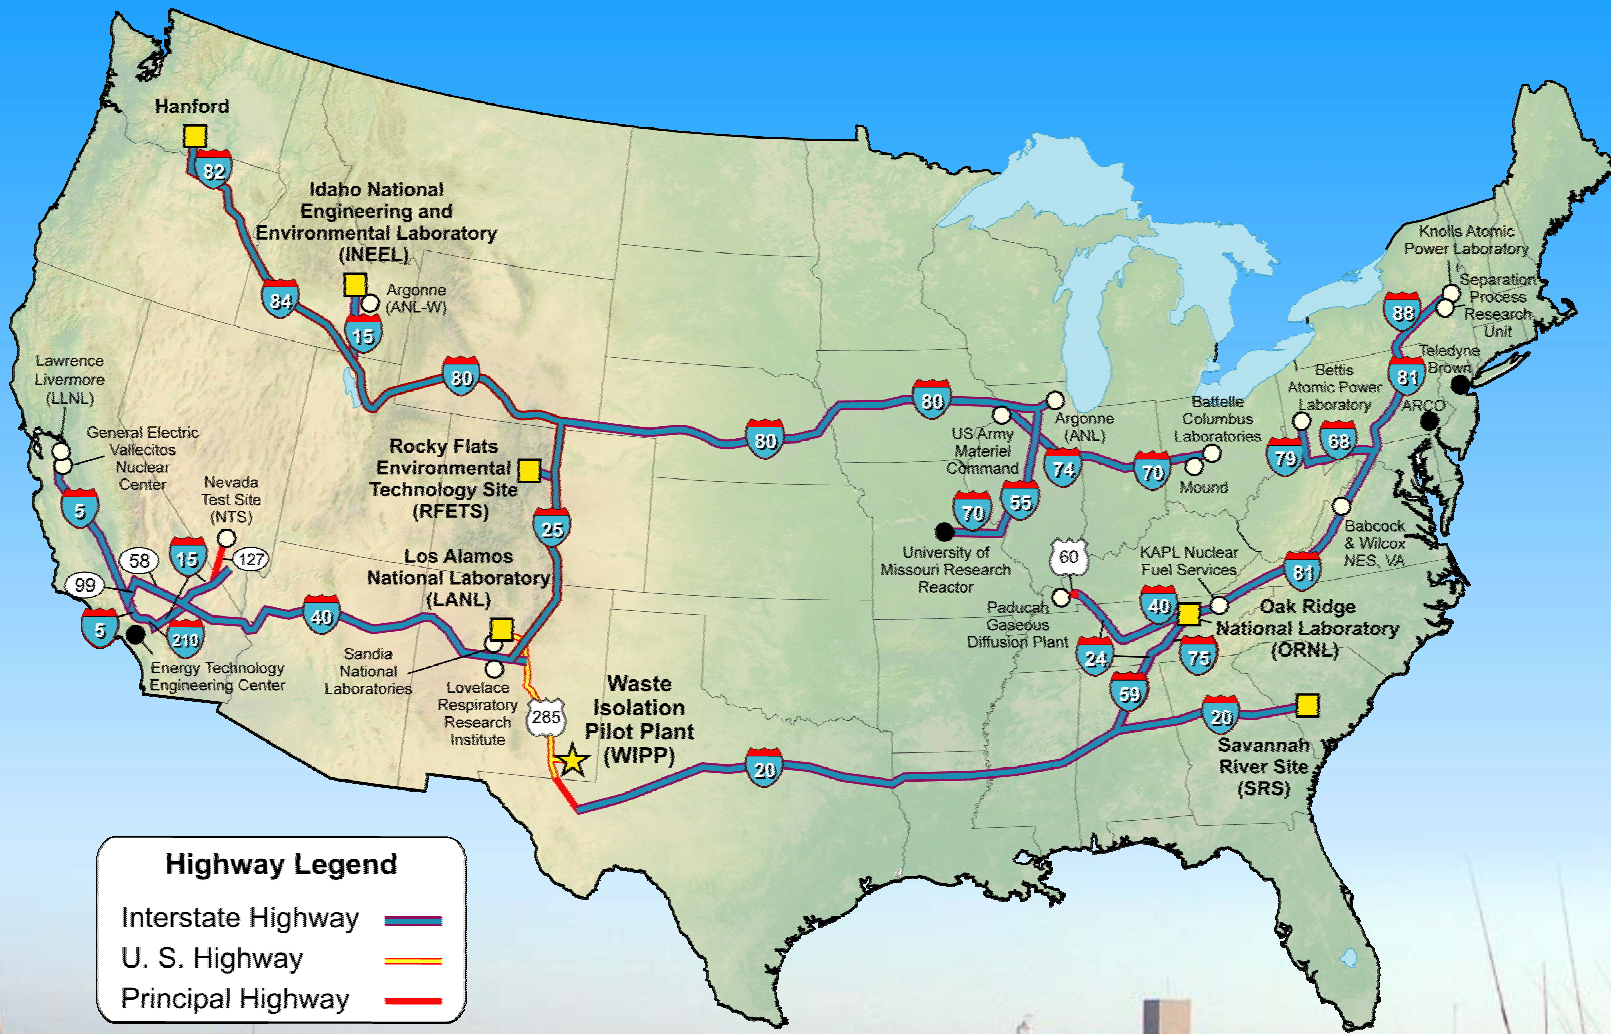 Hanford
82
Idaho National
Engineering and
Environmental Laboratory
(INEEL)
Argonne
(ANL-W)
84
15
80
Lawrence
Livermore
(LLNL)
General Electric
Vallecitos
Nuclear
Center
Nevada
Test Site
(NTS)
5
58
15
127
99
5
210
Energy Technology
Engineering Center
40
Rocky Flats
Environmental
Technology Site
(RFETS)
25
Los Alamos
National Laboratory
(LANL)
Sandia
National
Laboratories
Lovelace
Respiratory
Research
Institute
285
Waste
Isolation
Pilot Plant
(WIPP)
20
80
80
US Army
Materiel
Command
Argonne
(ANL)
74
70
Battelle
Columbus
Laboratories
Mound
55
70
University of
Missouri Research
Reactor
60
Paducah
Gaseous
Diffusion Plant
24
40
75
59
KAPL Nuclear
Fuel Services
Oak Ridge
National Laboratory
(ORNL)
20
Savannah
River Site
(SRS)
81
Babcock
& Wilcox
NES, VA
79
68
Bettis
Atomic Power
Laboratory
81
88
Knolls Atomic
Power Laboratory
Separation
Process
Research
Unit
Teledyne
Brown
ARCO
Highway Legend
Interstate Highway
U. S. Highway
Principal Highway